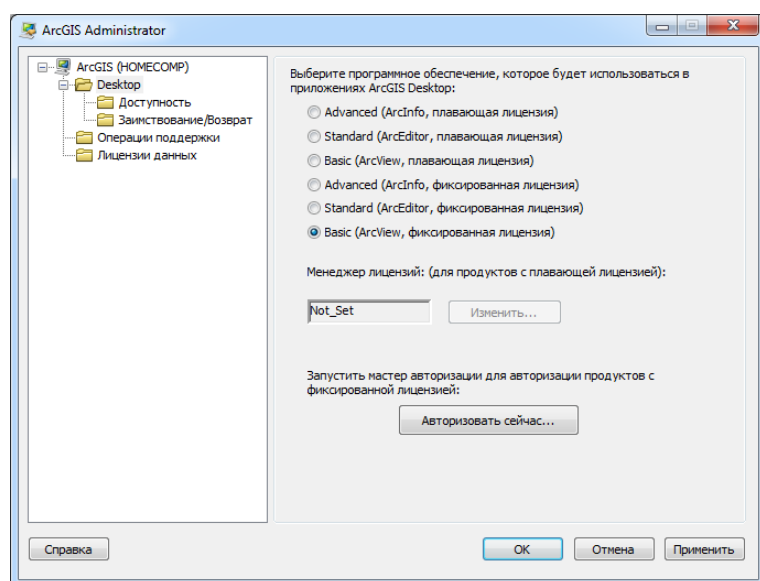 ArcGIS Administrator
ArcGIS (HOMECOMP)
Desktop
Доступность
Заимствование/Возврат
Операции поддержки
Лицензии данных
Выберите программное обеспечение, которое будет использоваться в
приложениях ArcGIS Desktop:
Advanced (ArcInfo, плавающая лицензия)
Standard (ArcEditor, плавающая лицензия)
Basic (ArcView, плавающая лицензия)
Advanced (ArcInfo, фиксированная лицензия)
Standard (ArcEditor, фиксированная лицензия)
Basic (ArcView, фиксированная лицензия)
Менеджер лицензий: (для продуктов с плавающей лицензией):
Not_Set
Изменить...
Запустить мастер авторизации для авторизации продуктов с
фиксированной лицензией:
Авторизовать сейчас...
Справка
OK
Отмена
Применить